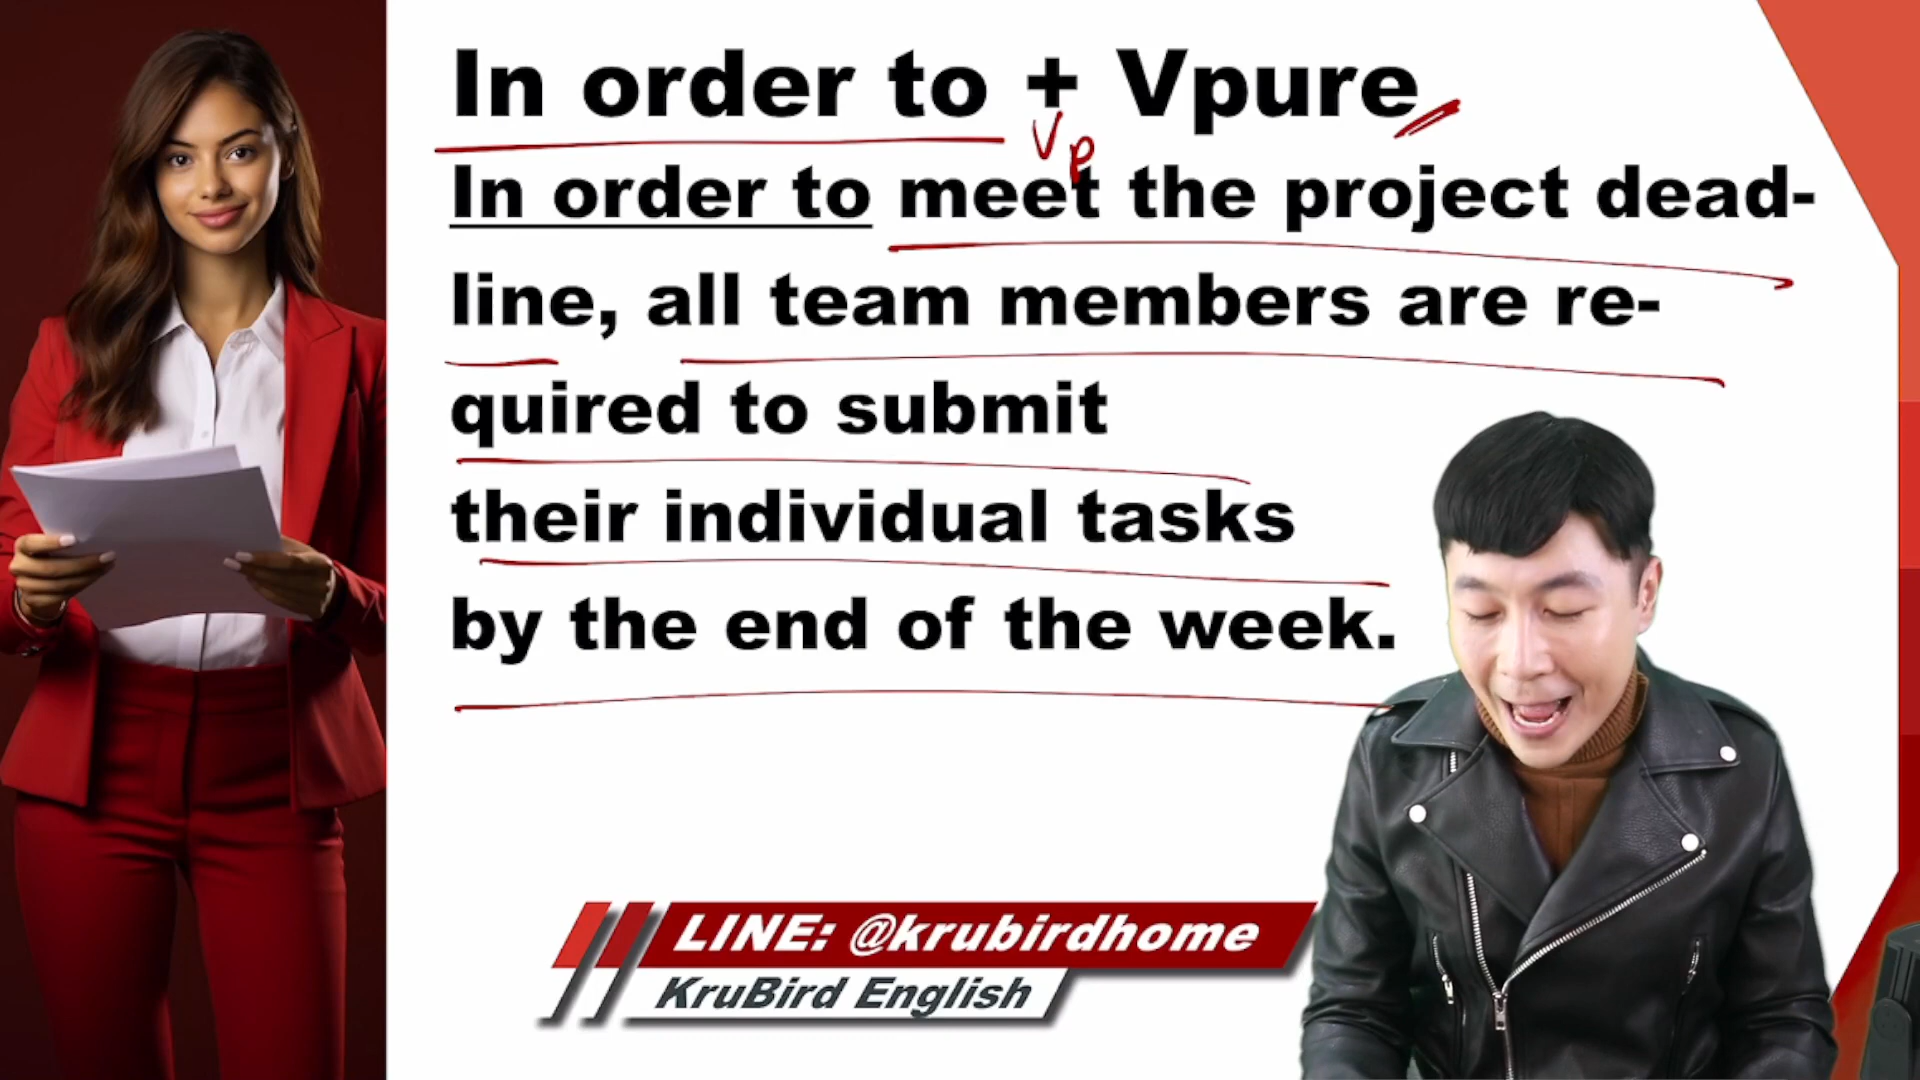 In order to + Vpure
Vp
In order to meet the project dead-
line, all team members are re-
quired to submit
their individual tasks
by the end of the week.
LINE: @krubirdhome
KruBird English